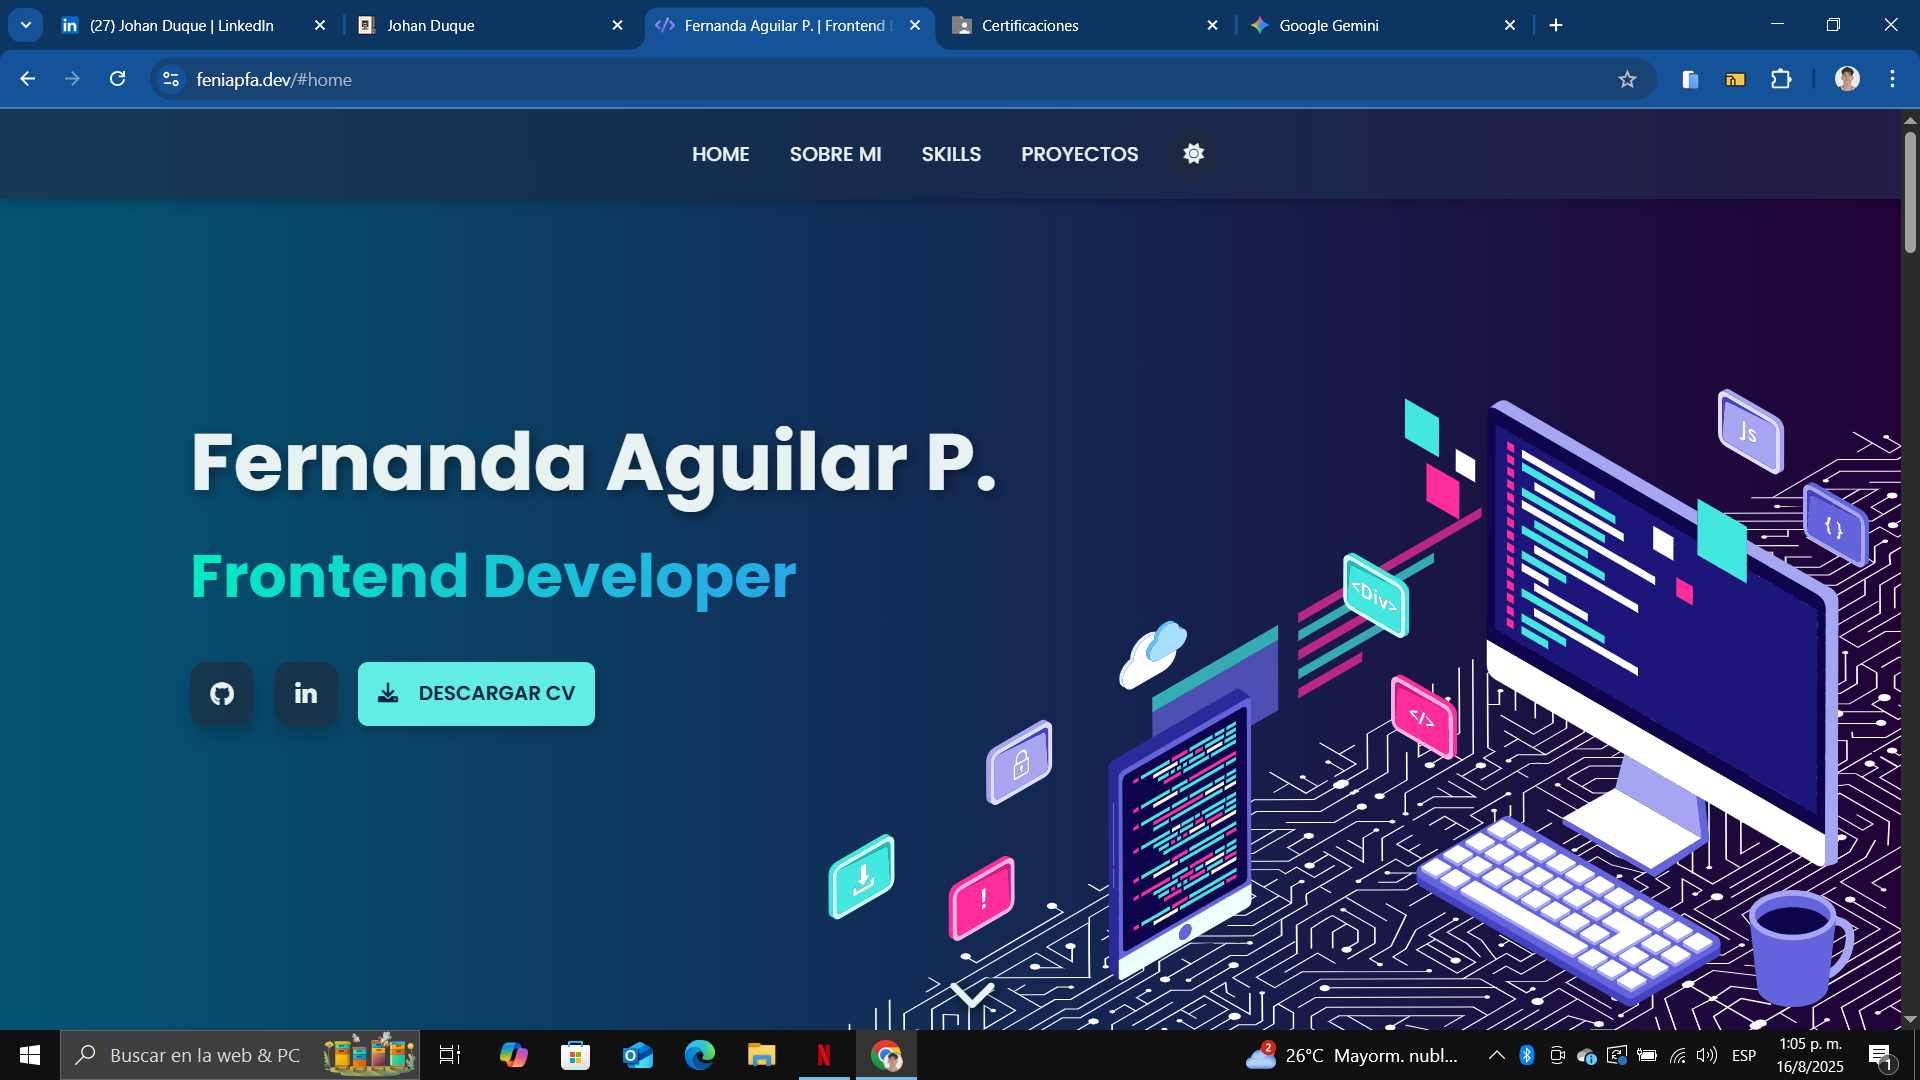 (27) Johan Duque | LinkedIn
Johan Duque
Fernanda Aguilar P. | Frontend
Certificaciones
Google Gemini
feniapfa.dev/#home
HOME
SOBRE MI
SKILLS
PROYECTOS
Fernanda Aguilar P.
Frontend Developer
DESCARGAR CV
Js
{ }
<Div>
</>
!
Buscar en la web & PC
2
26°C Mayorm. nubl...
ESP
1:05 p. m.
16/8/2025
1